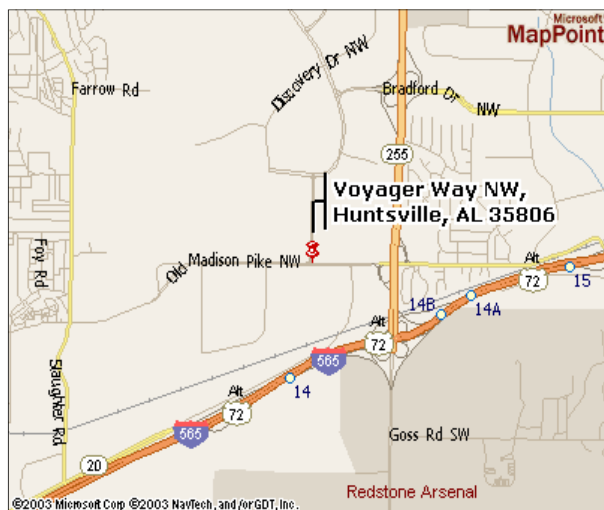 Microsoft
MapPoint
Discovery Dr NW
Farrow Rd
Bradford Dr
NW
255
Voyager Way NW,
Huntsville, AL 35806
Foy Rd
Old
Madison Pike NW
Alt
72
15
14B
14A
Alt
72
565
14
Slaughter Rd
Alt
72
565
Goss Rd SW
20
Redstone Arsenal
©2003 Microsoft Corp ©2003 NavTech, and/or GDT, Inc.